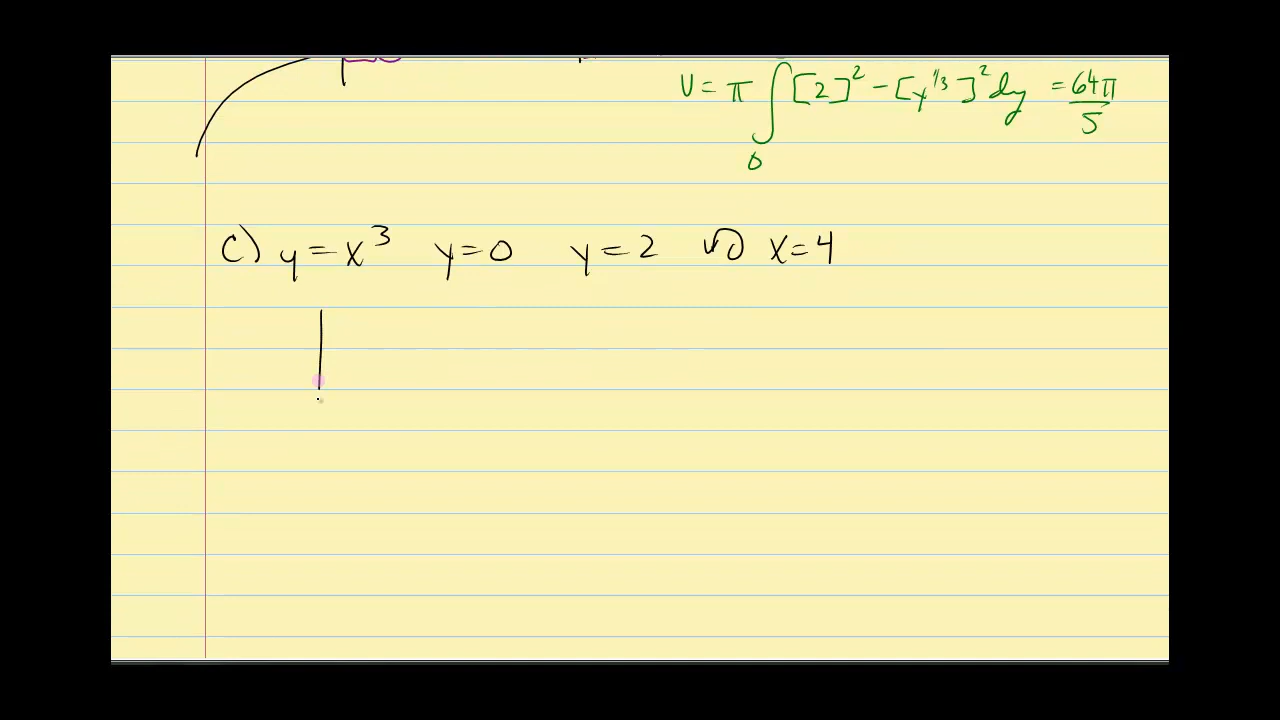 V = π ∫ [2]² - [y^1/3]² dy = 64π/5
0
c) y = x³ y = 0 y = 2 x = 4